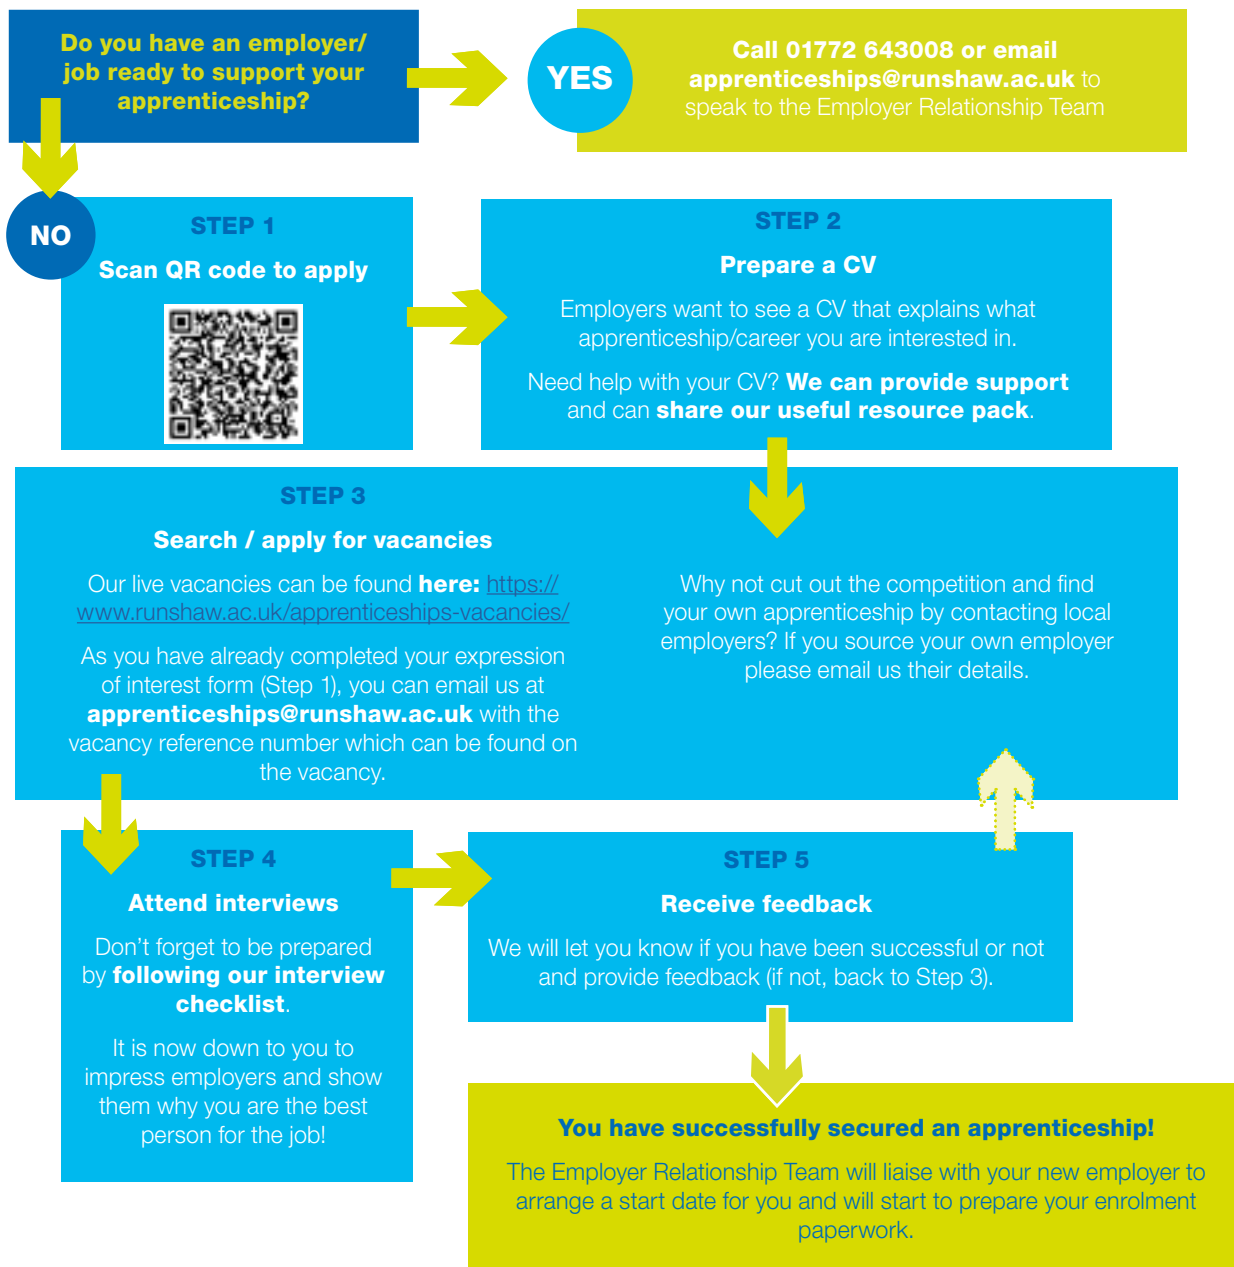 Do you have an employer/
job ready to support your
apprenticeship?
YES
Call 01772 643008 or email
apprenticeships@runshaw.ac.uk to
speak to the Employer Relationship Team
NO
STEP 1
Scan QR code to apply
STEP 2
Prepare a CV
Employers want to see a CV that explains what
apprenticeship/career you are interested in.
Need help with your CV? We can provide support
and can share our useful resource pack.
STEP 3
Search / apply for vacancies
Our live vacancies can be found here: https://
www.runshaw.ac.uk/apprenticeships-vacancies/
As you have already completed your expression
of interest form (Step 1), you can email us at
apprenticeships@runshaw.ac.uk with the
vacancy reference number which can be found on
the vacancy.
Why not cut out the competition and find
your own apprenticeship by contacting local
employers? If you source your own employer
please email us their details.
STEP 4
Attend interviews
Don’t forget to be prepared
by following our interview
checklist.
It is now down to you to
impress employers and show
them why you are the best
person for the job!
STEP 5
Receive feedback
We will let you know if you have been successful or not
and provide feedback (if not, back to Step 3).
You have successfully secured an apprenticeship!
The Employer Relationship Team will liaise with your new employer to
arrange a start date for you and will start to prepare your enrolment
paperwork.